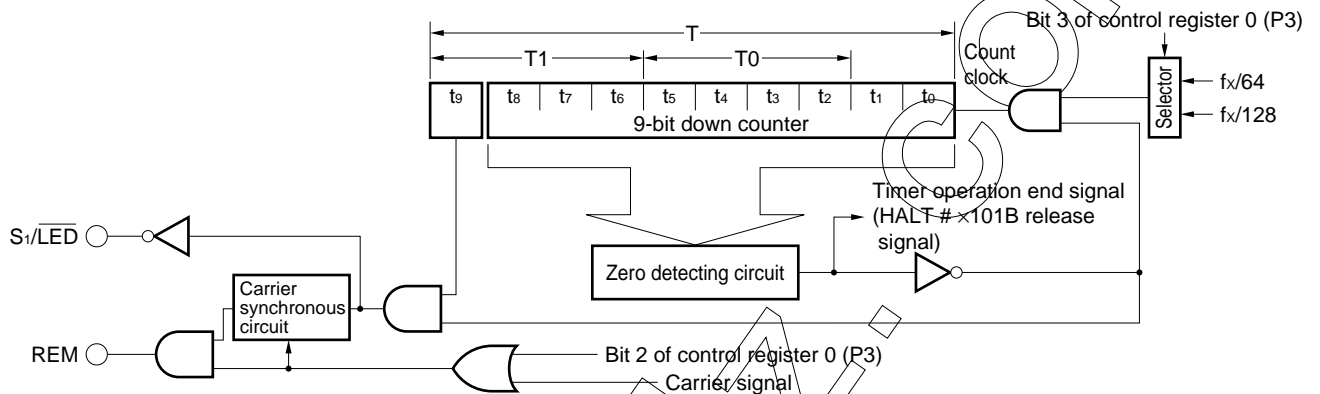 Bit 3 of control register 0 (P3)
T
T1
T0
Count
clock
t9
t8
t7
t6
t5
t4
t3
t2
t1
t0
9-bit down counter
Selector
fX/64
fX/128
Timer operation end signal
(HALT # ×101B release
signal)
S1/LED
Zero detecting circuit
Carrier
synchronous
circuit
REM
Bit 2 of control register 0 (P3)
Carrier signal